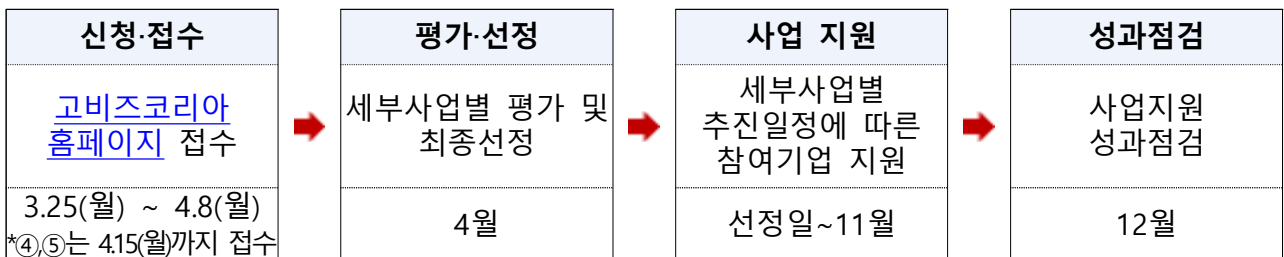 신청·접수
고비즈코리아
홈페이지 접수
3.25(월) ~ 4.8(월)
*④,⑤는 4.15(월)까지 접수
평가·선정
세부사업별 평가 및
최종선정
4월
사업 지원
세부사업별
추진일정에 따른
참여기업 지원
선정일~11월
성과점검
사업지원
성과점검
12월